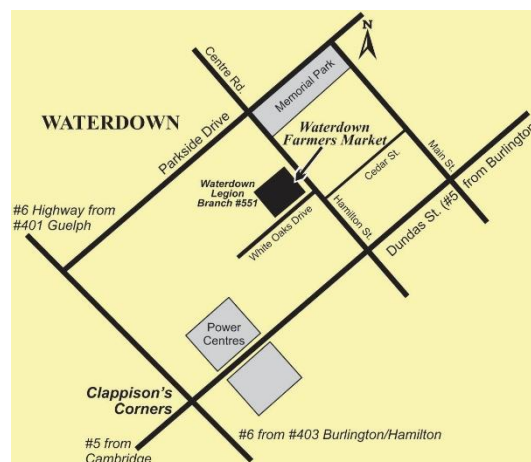 N
Centre Rd.
Memorial Park
WATERDOWN
Parkside Drive
Waterdown
Farmers Market
Cedar St.
Main St.
Waterdown
Legion
Branch #551
#6 Highway from
#401 Guelph
White Oaks Drive
Hamilton St.
Dundas St. (#5) from Burlington
Power
Centres
Clappison's
Corners
#5 from
Cambridge
#6 from #403 Burlington/Hamilton